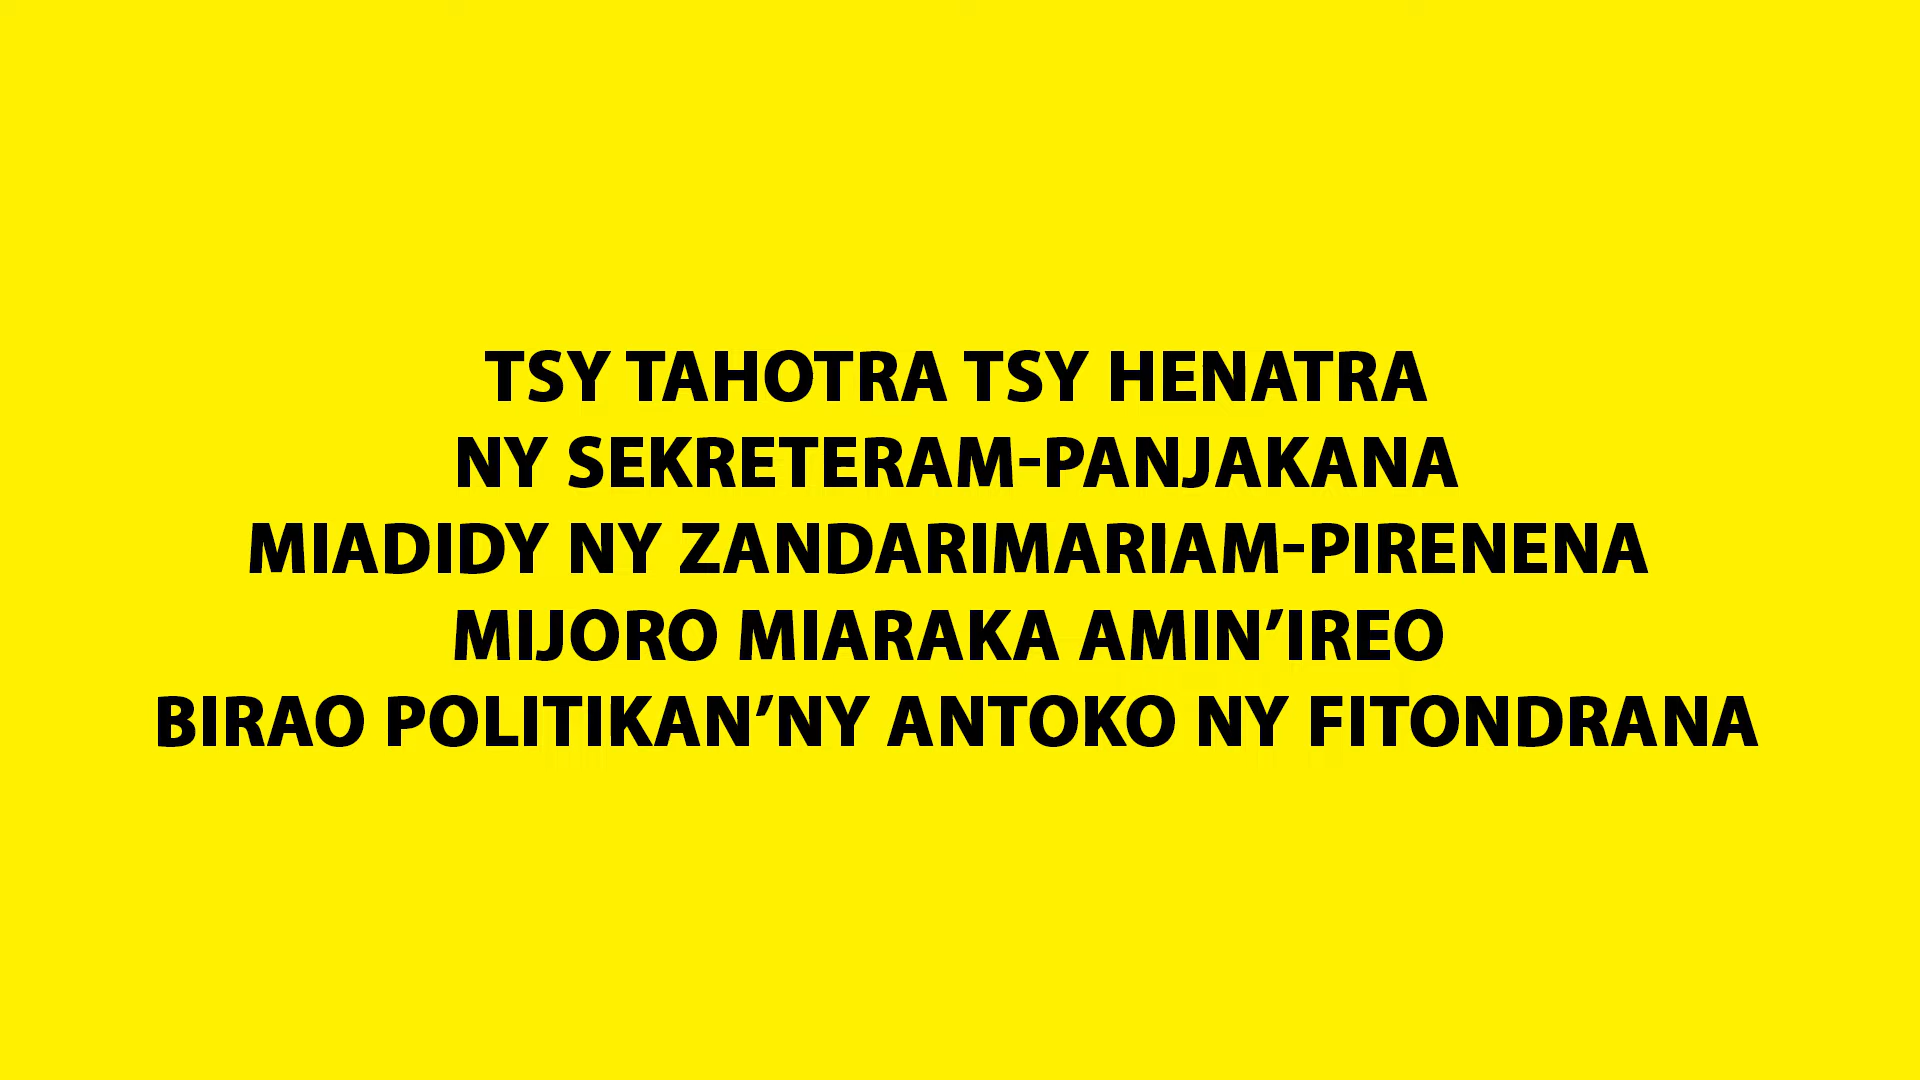 TSY TAHOTRA TSY HENATRA
NY SEKRETERAM-PANJAKANA
MIADIDY NY ZANDARIMARIAM-PIRENENA
MIJORO MIARAKA AMIN’IREO
BIRAO POLITIKAN’NY ANTOKO NY FITONDRANA